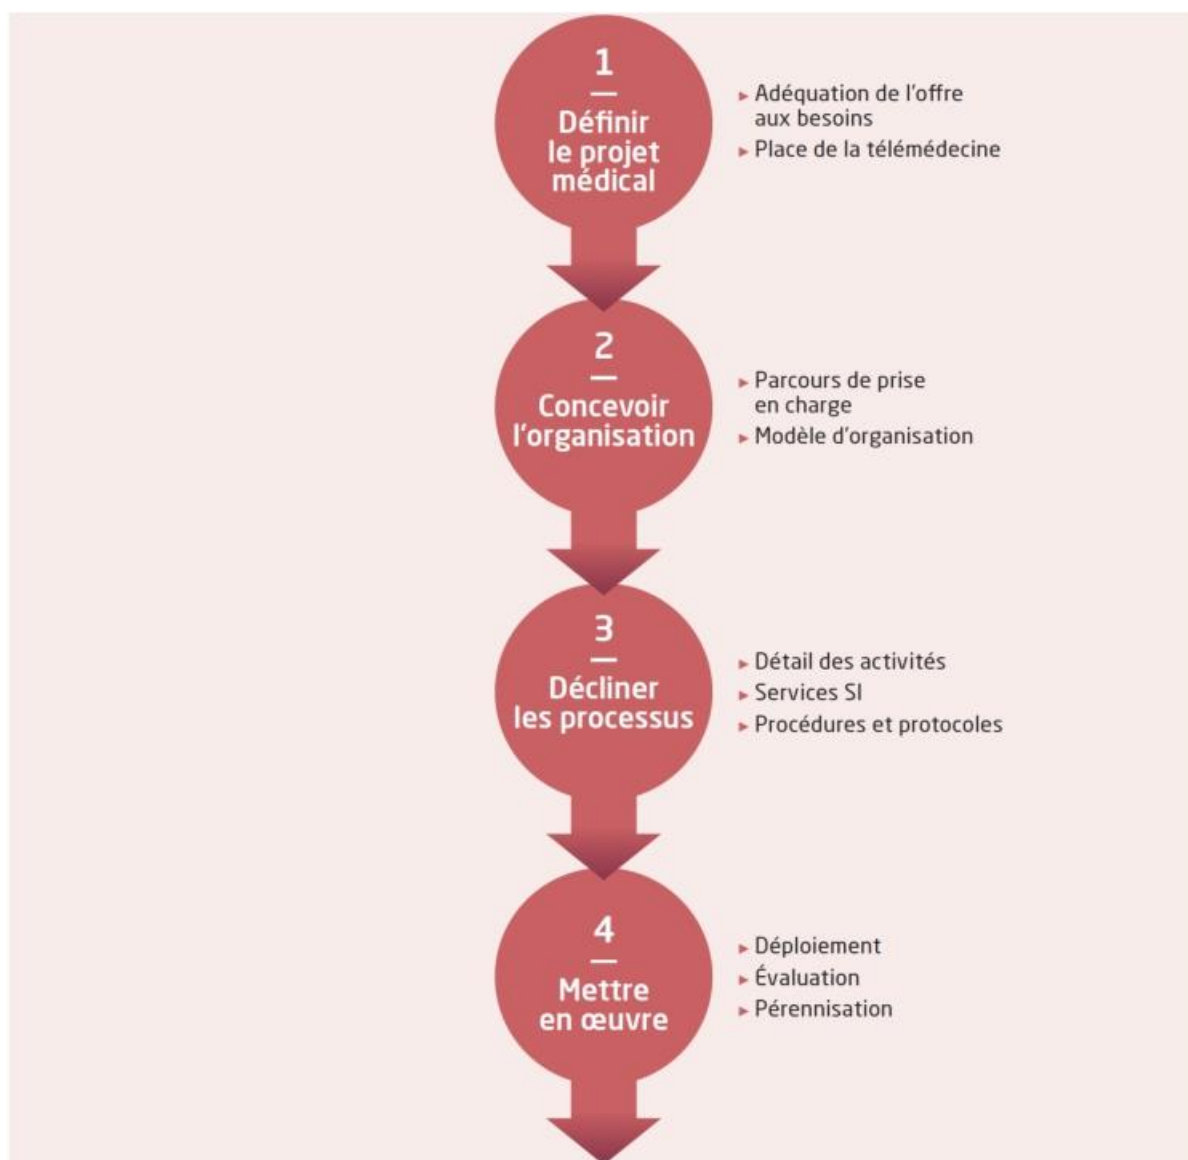 1
Définir
le projet
médical
► Adéquation de l'offre
aux besoins
► Place de la télémédecine
2
Concevoir
l'organisation
► Parcours de prise
en charge
► Modèle d'organisation
3
Décliner
les processus
► Détail des activités
► Services SI
► Procédures et protocoles
4
Mettre
en œuvre
► Déploiement
► Évaluation
► Pérennisation